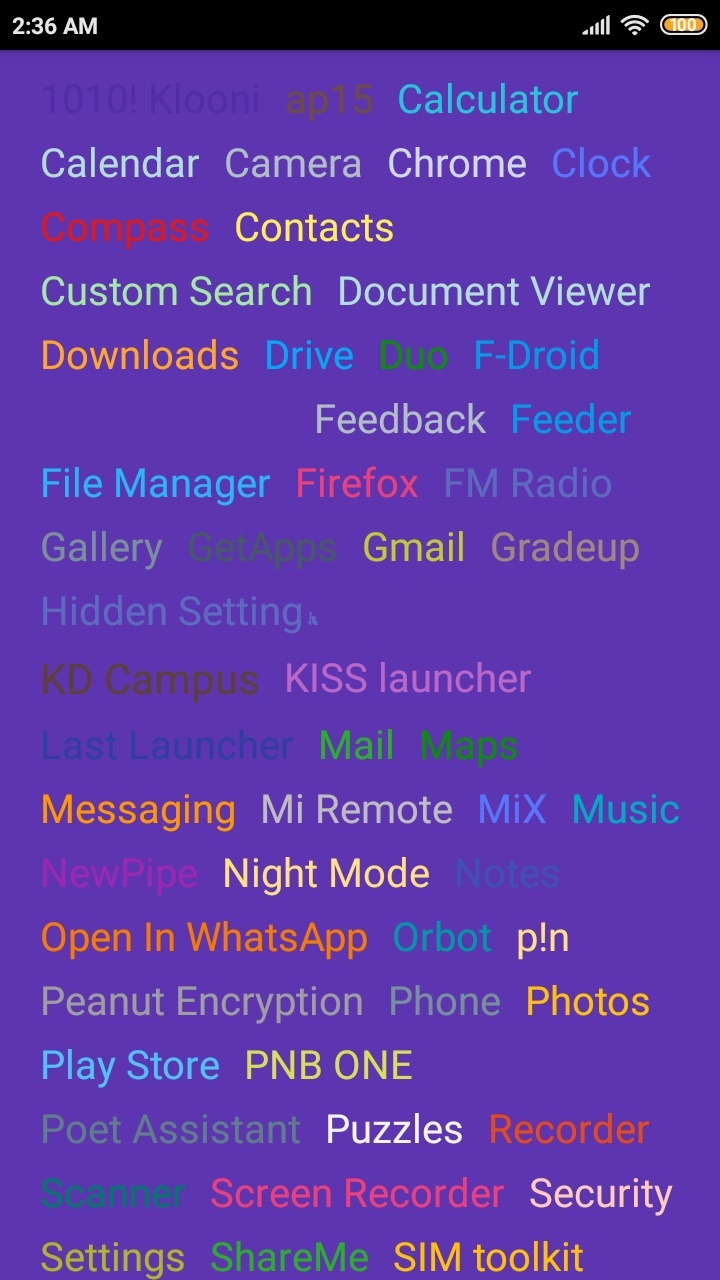 2:36 AM 100
1010! Klooni ap15 Calculator
Calendar Camera Chrome Clock
Compass Contacts
Custom Search Document Viewer
Downloads Drive Duo F-Droid
Feedback Feeder
File Manager Firefox FM Radio
Gallery GetApps Gmail Gradeup
Hidden Setting
KD Campus KISS launcher
Last Launcher Mail Maps
Messaging Mi Remote MiX Music
NewPipe Night Mode Notes
Open In WhatsApp Orbot p!n
Peanut Encryption Phone Photos
Play Store PNB ONE
Poet Assistant Puzzles Recorder
Scanner Screen Recorder Security
Settings ShareMe SIM toolkit